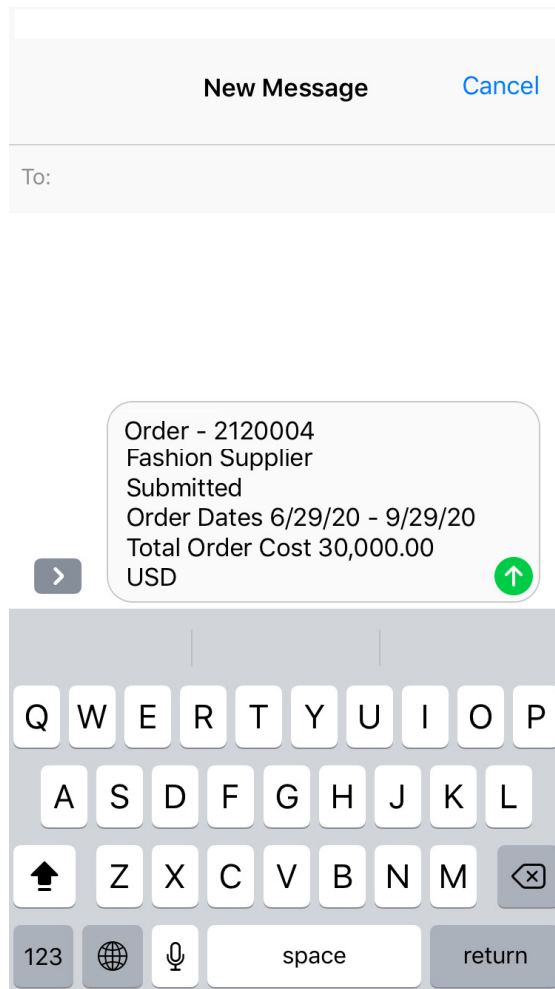 New Message
Cancel
To:
Order - 2120004
Fashion Supplier
Submitted
Order Dates 6/29/20 - 9/29/20
Total Order Cost 30,000.00
USD
Q W E R T Y U I O P
A S D F G H J K L
Z X C V B N M
123 space return